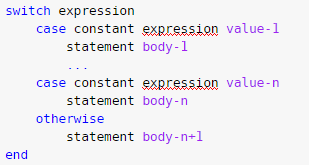 switch expression
case constant expression value-1
statement body-1
...
case constant expression value-n
statement body-n
otherwise
statement body-n+1
end